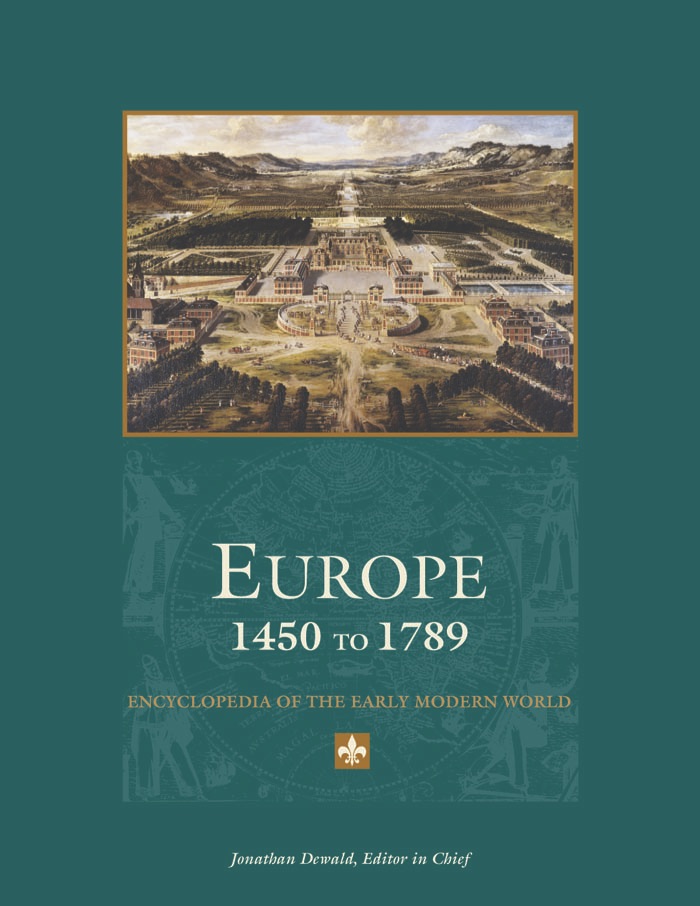 EUROPE
1450 TO 1789
ENCYCLOPEDIA OF THE EARLY MODERN WORLD
Jonathan Dewald, Editor in Chief